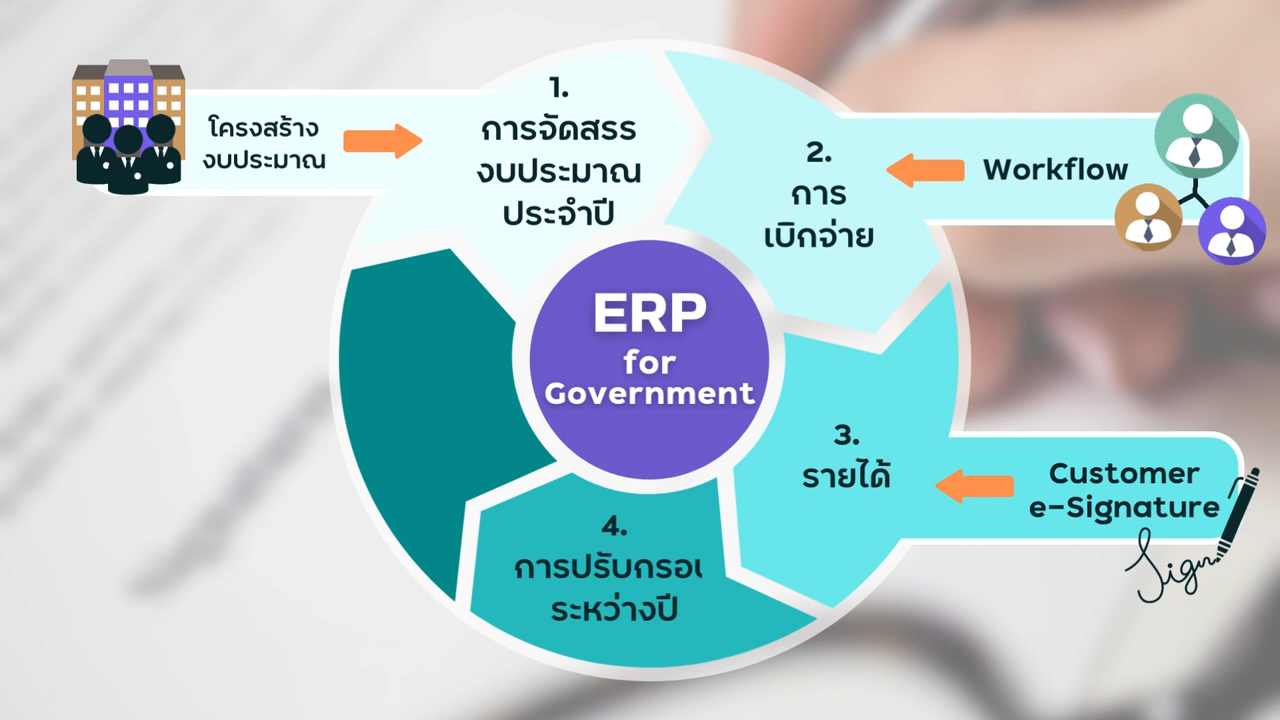 โครงสร้าง
งบประมาณ
1.
การจัดสรร
งบประมาณ
ประจำปี
2.
การ
เบิกจ่าย
Workflow
ERP
for
Government
3.
รายได้
Customer
e-Signature
Sign
4.
การปรับกรอบ
ระหว่างปี